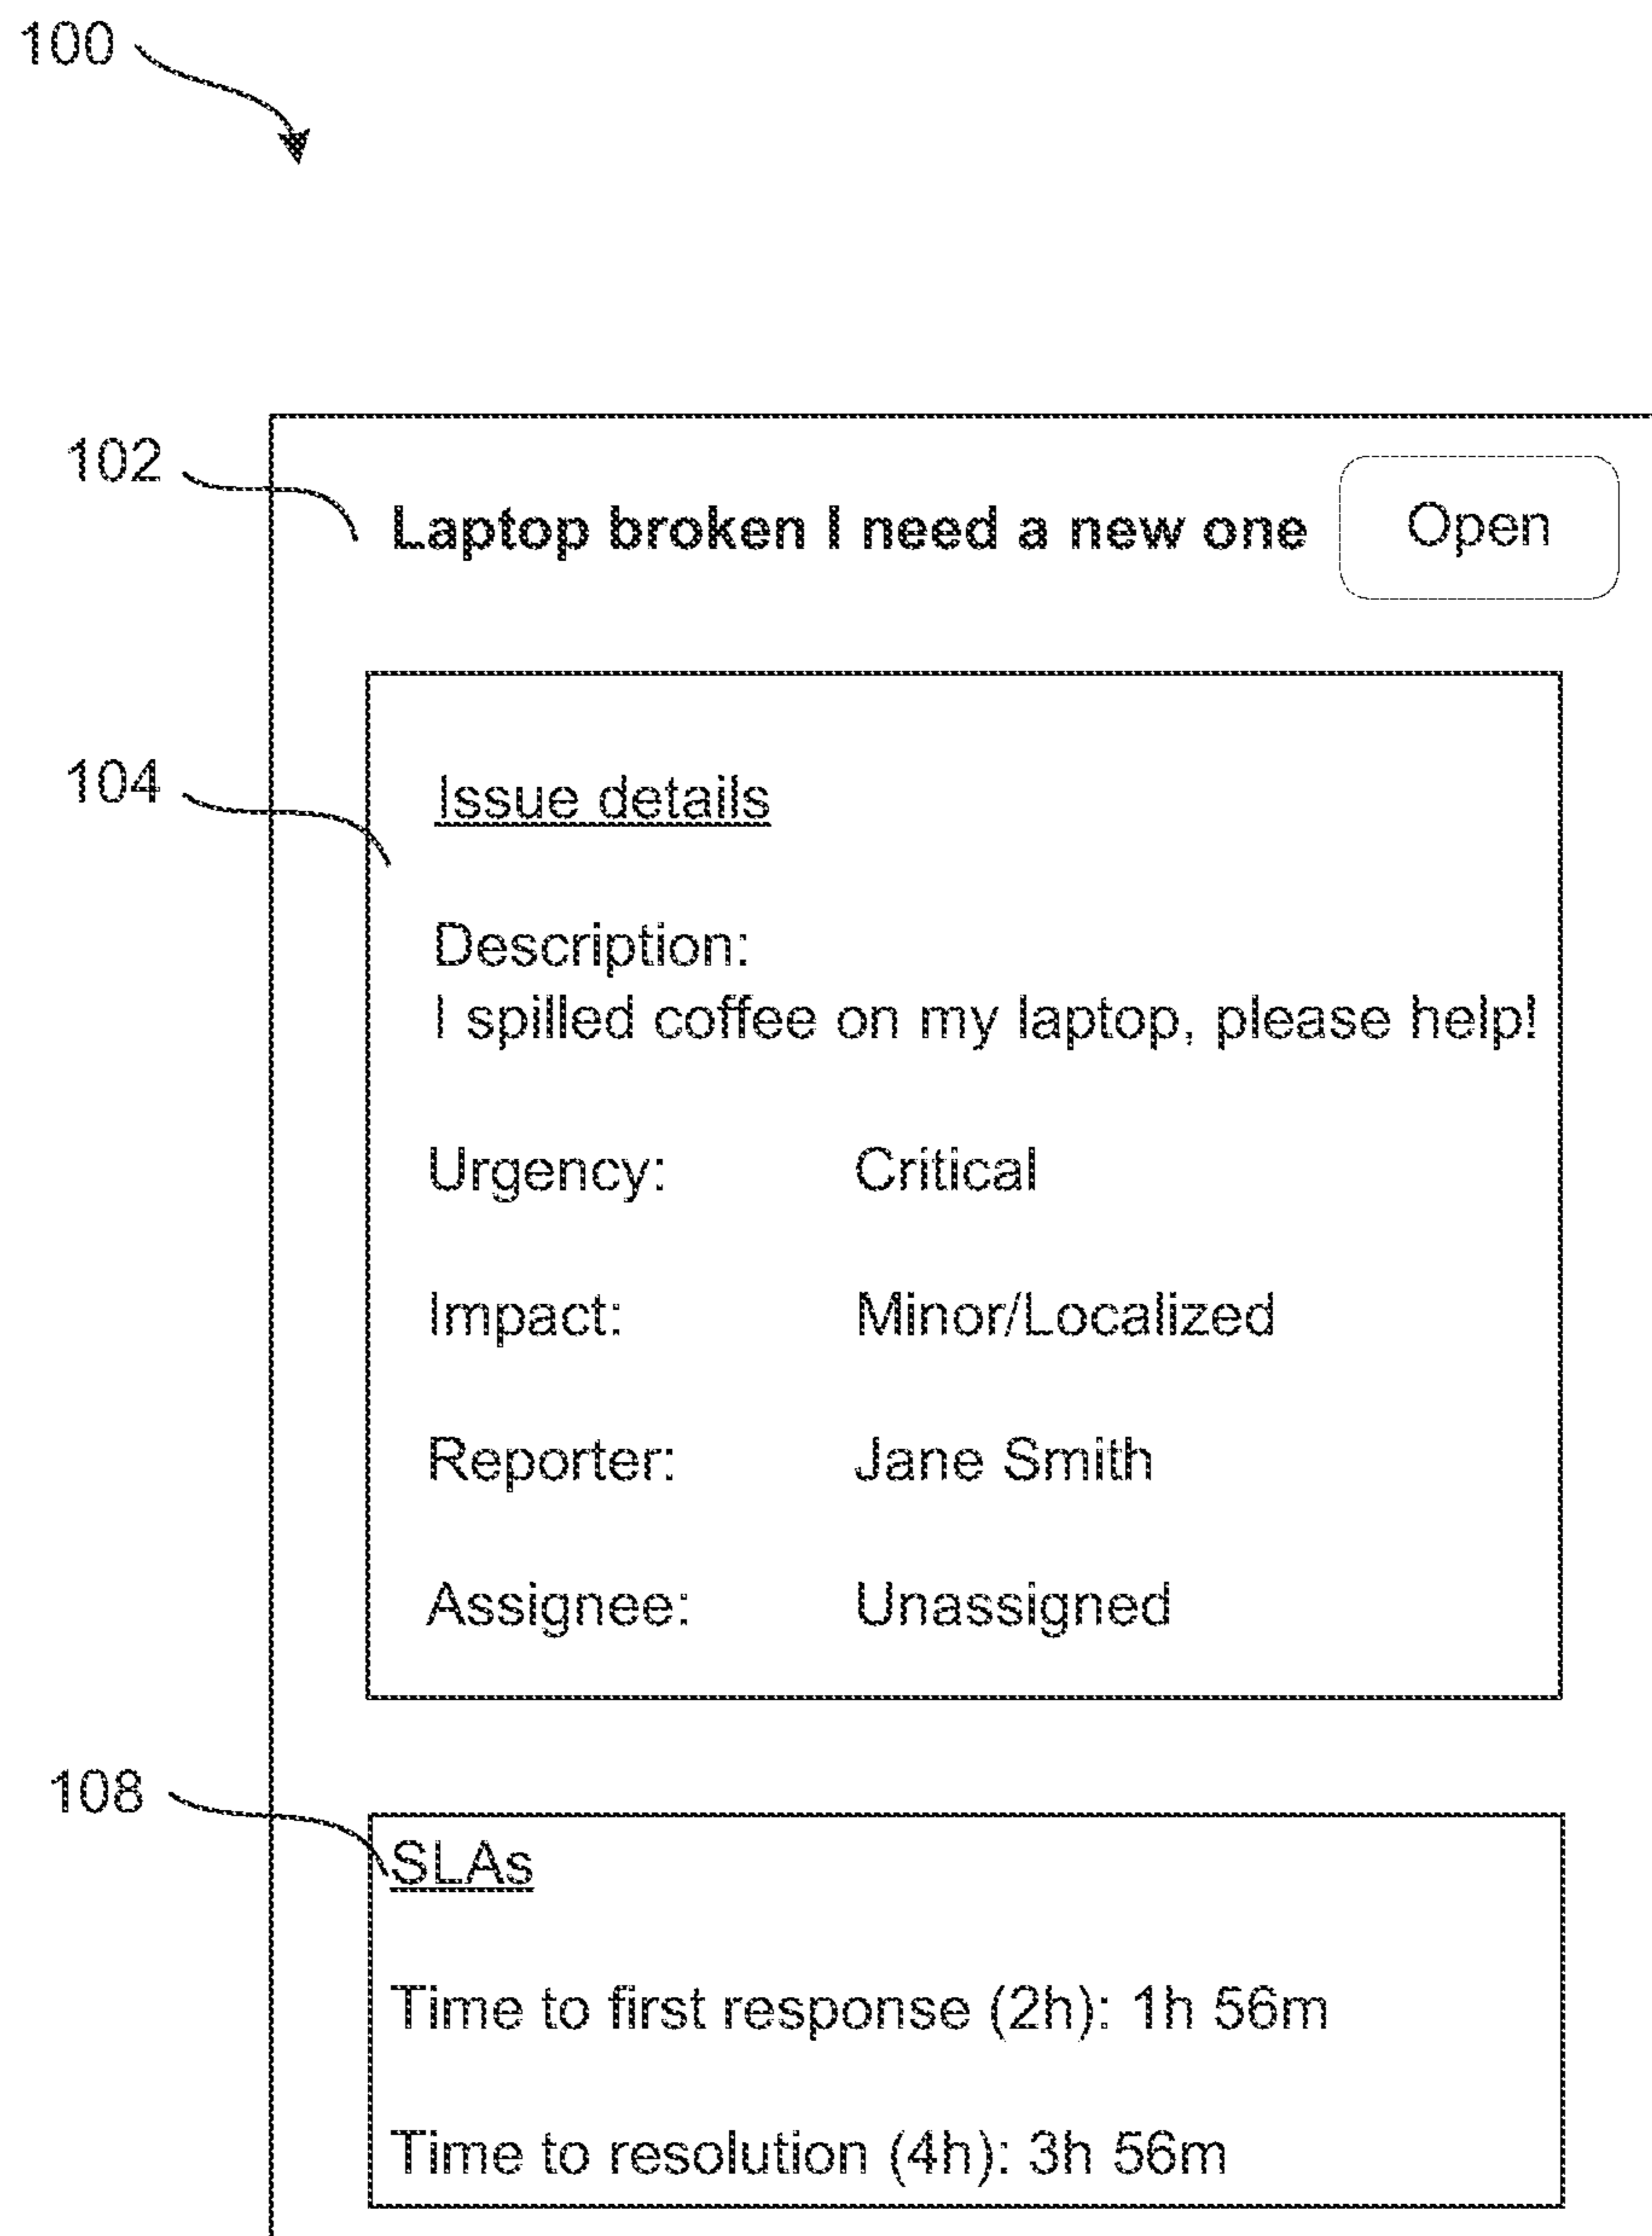 100
102
Laptop broken I need a new one
Open
104
Issue details
Description:
I spilled coffee on my laptop, please help!
Urgency: Critical
Impact: Minor/Localized
Reporter: Jane Smith
Assignee: Unassigned
108
SLAs
Time to first response (2h): 1h 56m
Time to resolution (4h): 3h 56m